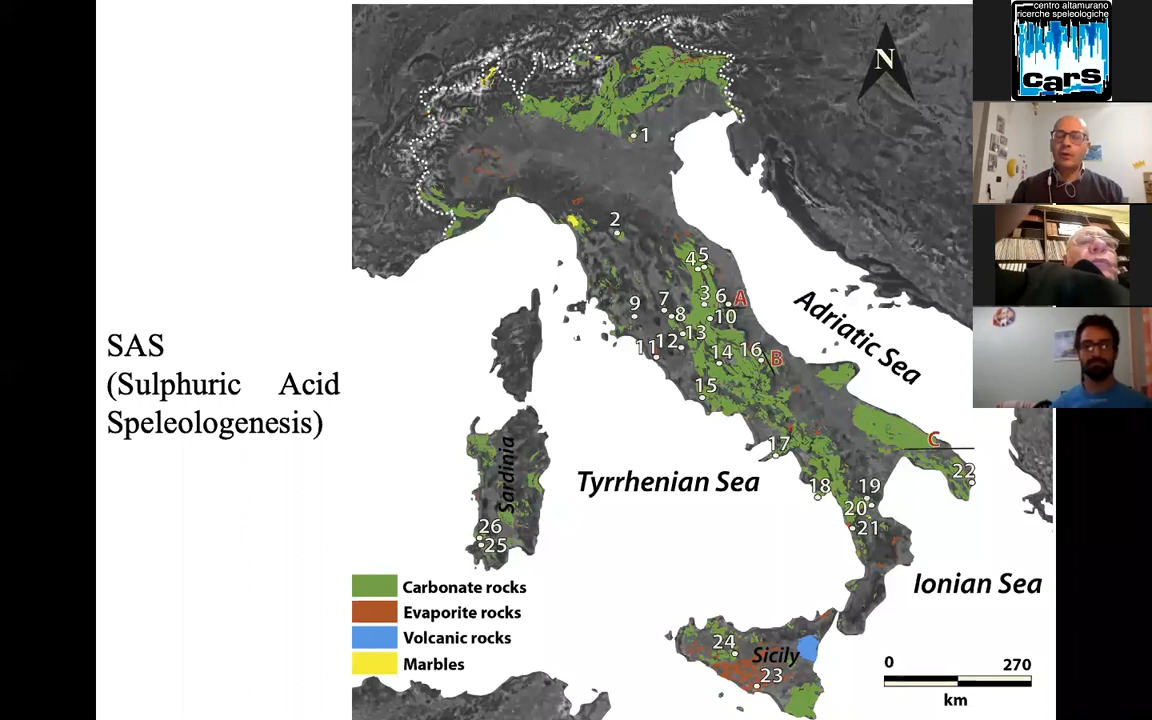 SAS
(Sulphuric Acid
Speleologenesis)
N
1
2
4
5
3
6
A
7
8
9
10
11
12
13
14
16
B
15
17
18
19
20
21
22
C
23
24
25
26
Adriatic Sea
Tyrrhenian Sea
Ionian Sea
Sardinia
Sicily
Carbonate rocks
Evaporite rocks
Volcanic rocks
Marbles
0 270
km
centro altamurano
ricerche speleologiche
cars